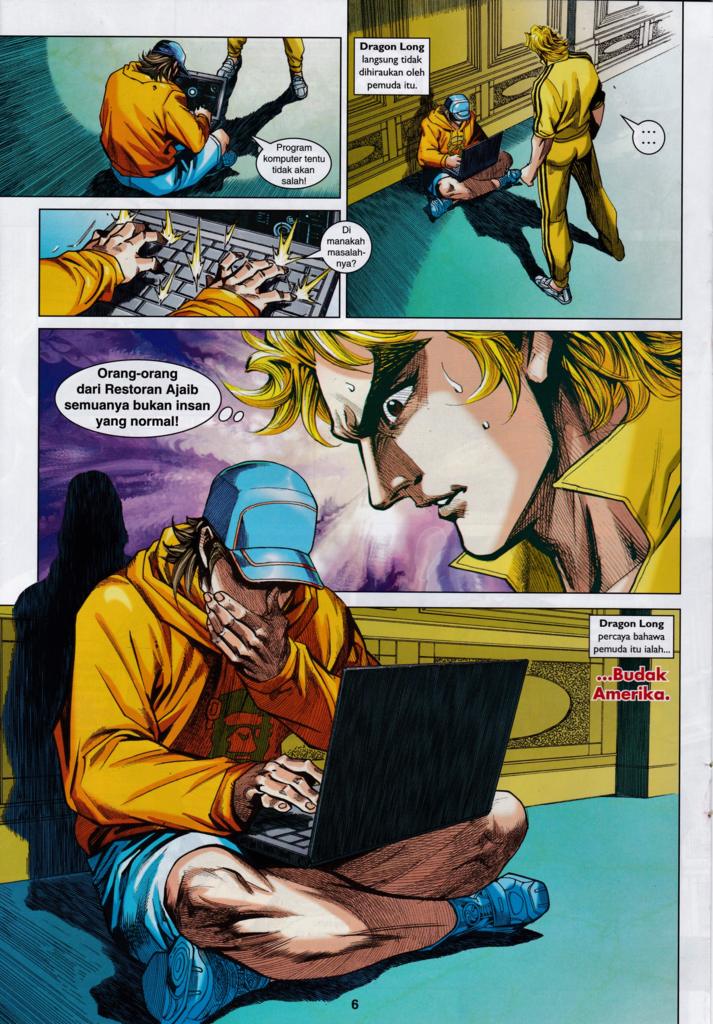 Program
komputer tentu
tidak akan
salah!
Dragon Long
langsung tidak
dihiraukan oleh
pemuda itu.
...
...
Di
manakah
masalah-
nya?
Orang-orang
dari Restoran Ajaib
semuanya bukan insan
yang normal!
Dragon Long
percaya bahawa
pemuda itu ialah...
...Budak
Amerika.
6